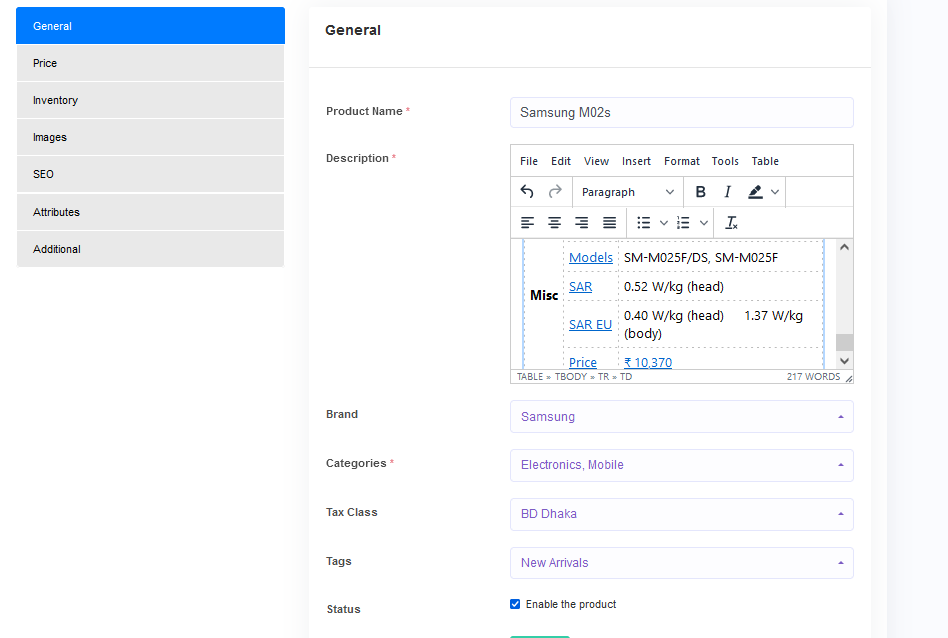 General
Price
Inventory
Images
SEO
Attributes
Additional
General
Product Name *
Samsung M02s
Description *
File Edit View Insert Format Tools Table
Paragraph B I
Misc
Models SM-M025F/DS, SM-M025F
SAR 0.52 W/kg (head)
SAR EU 0.40 W/kg (head) 1.37 W/kg
(body)
Price ₹ 10,370
TABLE » TBODY » TR » TD 217 WORDS
Brand
Samsung
Categories *
Electronics, Mobile
Tax Class
BD Dhaka
Tags
New Arrivals
Status
Enable the product